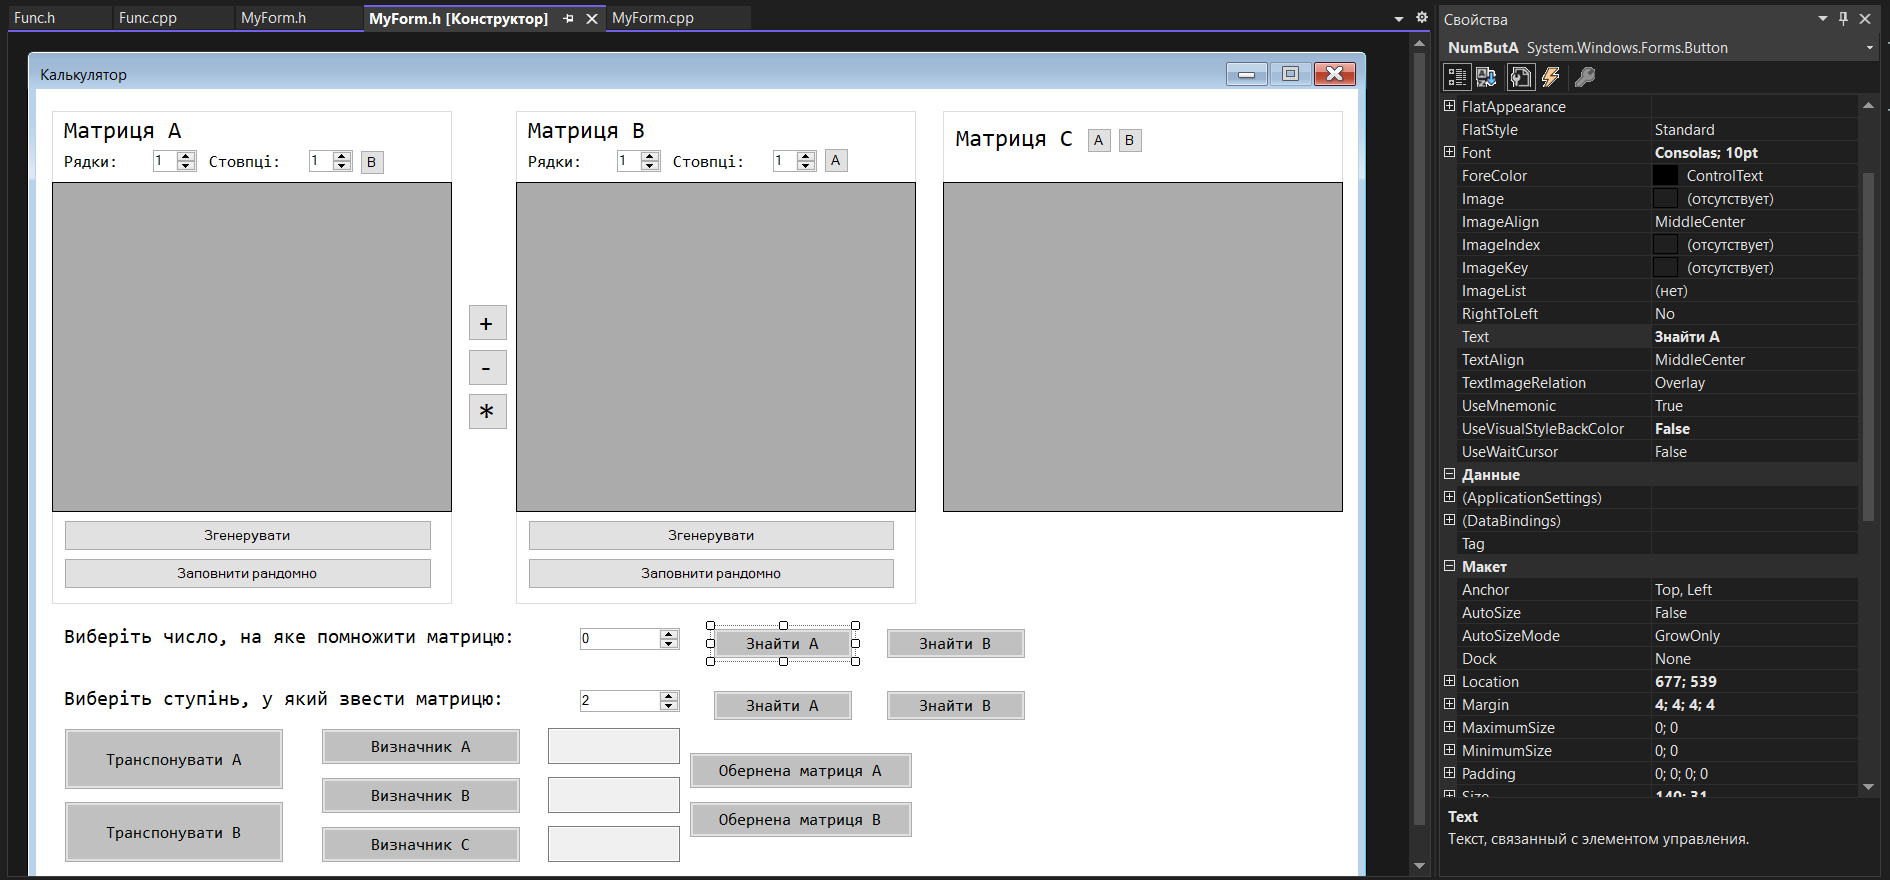 Func.h Func.cpp MyForm.h MyForm.h [Конструктор] MyForm.cpp
Калькулятор
Матриця A
Рядки: 1 Стовпці: 1 B
Матриця B
Рядки: 1 Стовпці: 1 A
Матриця C A B
+
-
*
Згенерувати
Заповнити рандомно
Згенерувати
Заповнити рандомно
Виберіть число, на яке помножити матрицю: 0 Знайти A Знайти B
Виберіть ступінь, у який звести матрицю: 2 Знайти A Знайти B
Транспонувати A
Транспонувати B
Визначник A
Визначник B
Визначник C
Обернена матриця A
Обернена матриця B
Свойства
NumButA System.Windows.Forms.Button
FlatAppearance
FlatStyle Standard
Font Consolas; 10pt
ForeColor ControlText
Image (отсутствует)
ImageAlign MiddleCenter
ImageIndex (отсутствует)
ImageKey (отсутствует)
ImageList (нет)
RightToLeft No
Text Знайти A
TextAlign MiddleCenter
TextImageRelation Overlay
UseMnemonic True
UseVisualStyleBackColor False
UseWaitCursor False
Данные
(ApplicationSettings)
(DataBindings)
Tag
Макет
Anchor Top, Left
AutoSize False
AutoSizeMode GrowOnly
Dock None
Location 677; 539
Margin 4; 4; 4; 4
MaximumSize 0; 0
MinimumSize 0; 0
Padding 0; 0; 0; 0
Size 140; 31
Text
Текст, связанный с элементом управления.